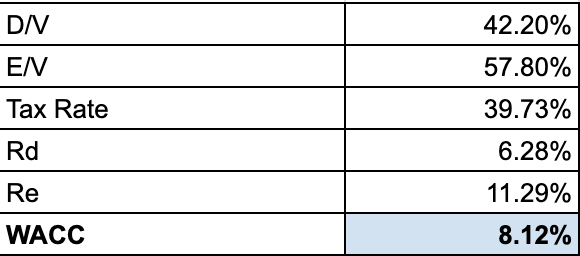 D/V 42.20%
E/V 57.80%
Tax Rate 39.73%
Rd 6.28%
Re 11.29%
WACC 8.12%